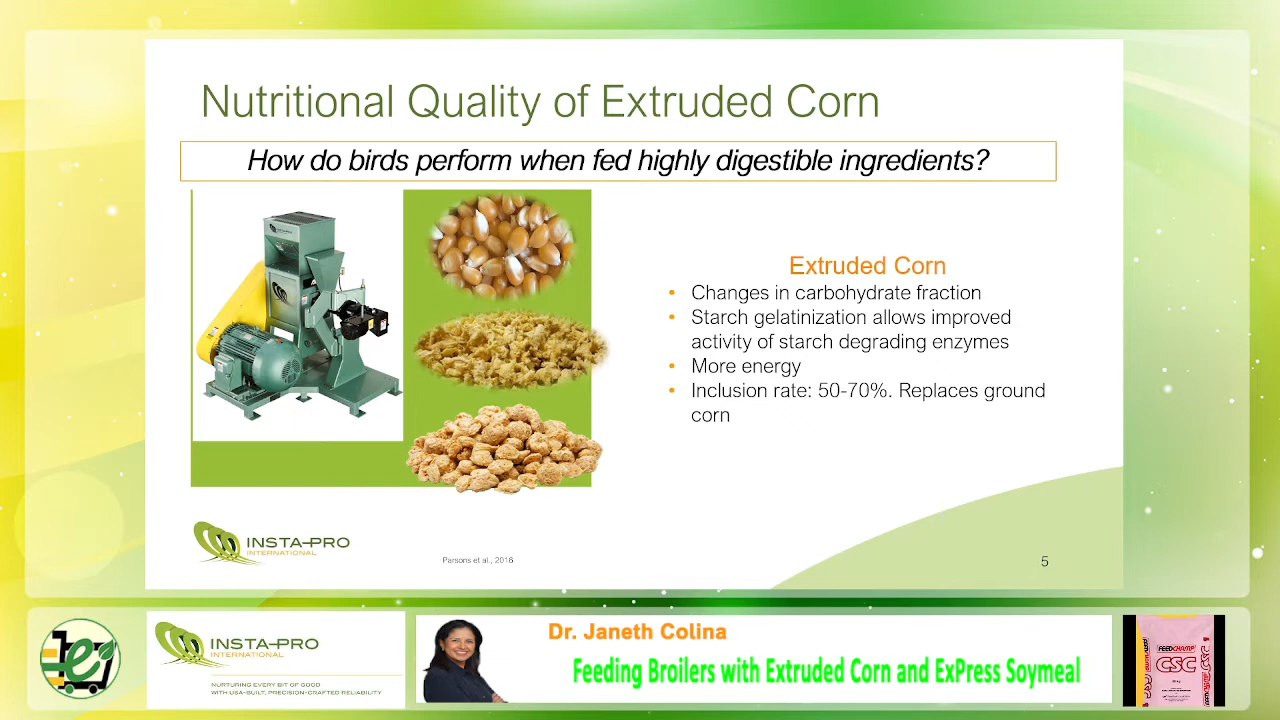 Nutritional Quality of Extruded Corn
How do birds perform when fed highly digestible ingredients?
Extruded Corn
• Changes in carbohydrate fraction
• Starch gelatinization allows improved
activity of starch degrading enzymes
• More energy
• Inclusion rate: 50-70%. Replaces ground
corn
INSTA-PRO
INTERNATIONAL
Parsons et al., 2016
5
e
INSTA-PRO
INTERNATIONAL
NURTURING EVERY BIT OF GOOD
WITH USA-BUILT, PRECISION-CRAFTED RELIABILITY
Dr. Janeth Colina
Feeding Broilers with Extruded Corn and ExPress Soymeal
FEEDCHAMP
CSC